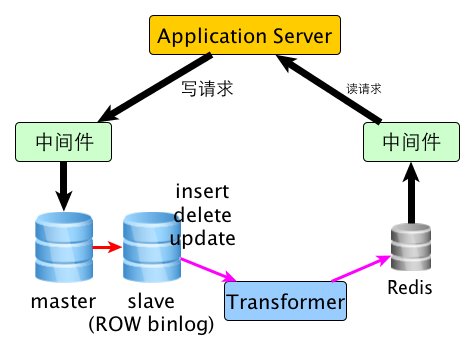 Application Server
写请求
读请求
中间件
中间件
insert
delete
update
master
slave
(ROW binlog)
Transformer
Redis